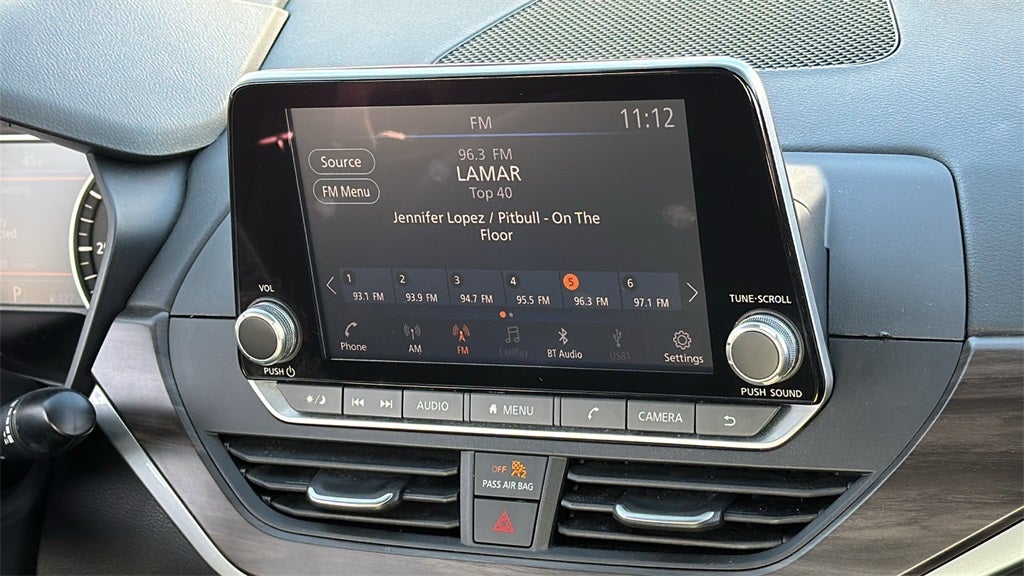 FM
11:12
Source
96.3 FM
LAMAR
FM Menu
Top 40
Jennifer Lopez / Pitbull - On The
Floor
1 2 3 4 5 6
93.1 FM 93.9 FM 94.7 FM 95.5 FM 96.3 FM 97.1 FM
Phone AM FM CarPlay BT Audio USB1 Settings
VOL
PUSH
TUNE·SCROLL
PUSH SOUND
AUDIO MENU CAMERA
OFF
PASS AIR BAG
P